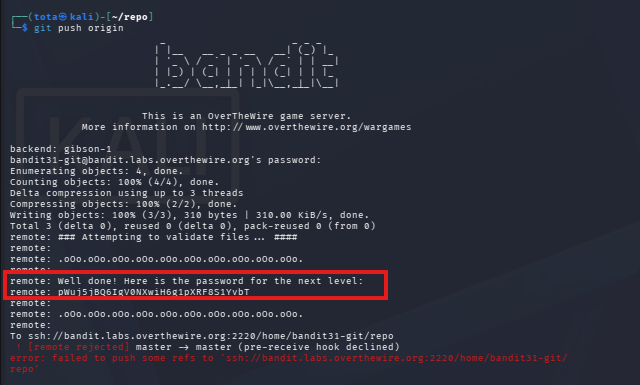 ┌──(tota㉿kali)-[~/repo]
└─$ git push origin
This is an OverTheWire game server.
More information on http://www.overthewire.org/wargames
backend: gibson-1
bandit31-git@bandit.labs.overthewire.org's password:
Enumerating objects: 4, done.
Counting objects: 100% (4/4), done.
Delta compression using up to 3 threads
Compressing objects: 100% (2/2), done.
Writing objects: 100% (3/3), 310 bytes | 310.00 KiB/s, done.
Total 3 (delta 0), reused 0 (delta 0), pack-reused 0 (from 0)
remote: ### Attempting to validate files... ####
remote:
remote: .oOo.oOo.oOo.oOo.oOo.oOo.oOo.oOo.oOo.oOo.
remote:
remote: Well done! Here is the password for the next level:
remote:
remote:
remote: .oOo.oOo.oOo.oOo.oOo.oOo.oOo.oOo.oOo.oOo.
remote:
To ssh://bandit.labs.overthewire.org:2220/home/bandit31-git/repo
! [remote rejected] master -> master (pre-receive hook declined)
error: failed to push some refs to 'ssh://bandit.labs.overthewire.org:2220/home/bandit31-git/
repo'